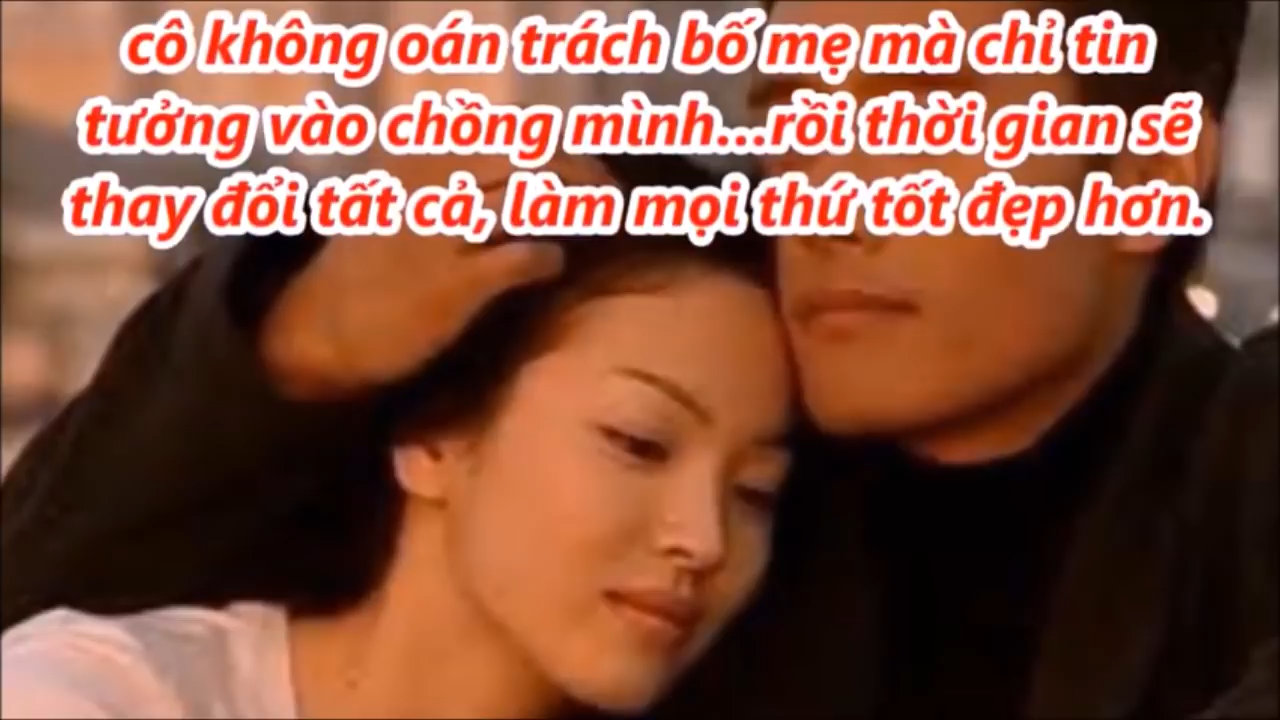 cô không oán trách bố mẹ mà chỉ tin
tưởng vào chồng mình...rồi thời gian sẽ
thay đổi tất cả, làm mọi thứ tốt đẹp hơn.